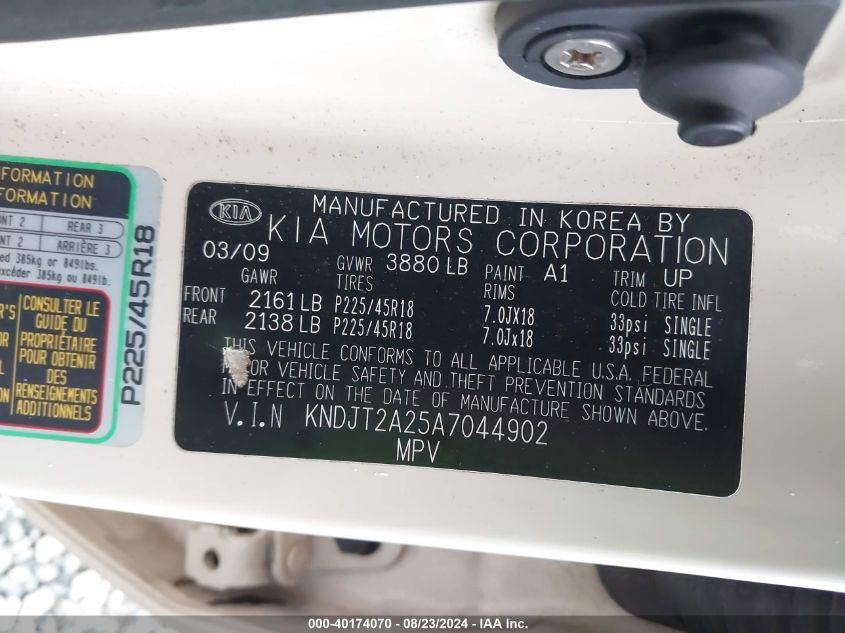 FORMATION
FORMATION
NT 2 REAR 3
NT 2 ARRIÈRE 3
385kg or 849lbs.
385kg ou 849lbs.
CONSULTER LE
GUIDE DU
PROPRIÉTAIRE
POUR OBTENIR
DES
RENSEIGNEMENTS
ADDITIONNELS
P225/45R18
KIA
MANUFACTURED IN KOREA BY
KIA MOTORS CORPORATION
03/09 GVWR 3880 LB PAINT A1 TRIM UP
GAWR TIRES RIMS COLD TIRE INFL
FRONT 2161 LB P225/45R18 7.0JX18 33psi SINGLE
REAR 2138 LB P225/45R18 7.0Jx18 33psi SINGLE
THIS VEHICLE CONFORMS TO ALL APPLICABLE U.S.A. FEDERAL
MOTOR VEHICLE SAFETY AND THEFT PREVENTION STANDARDS
IN EFFECT ON THE DATE OF MANUFACTURE SHOWN ABOVE.
V.I.N KNDJT2A25A7044902
MPV
000-40174070 - 08/23/2024 - IAA Inc.